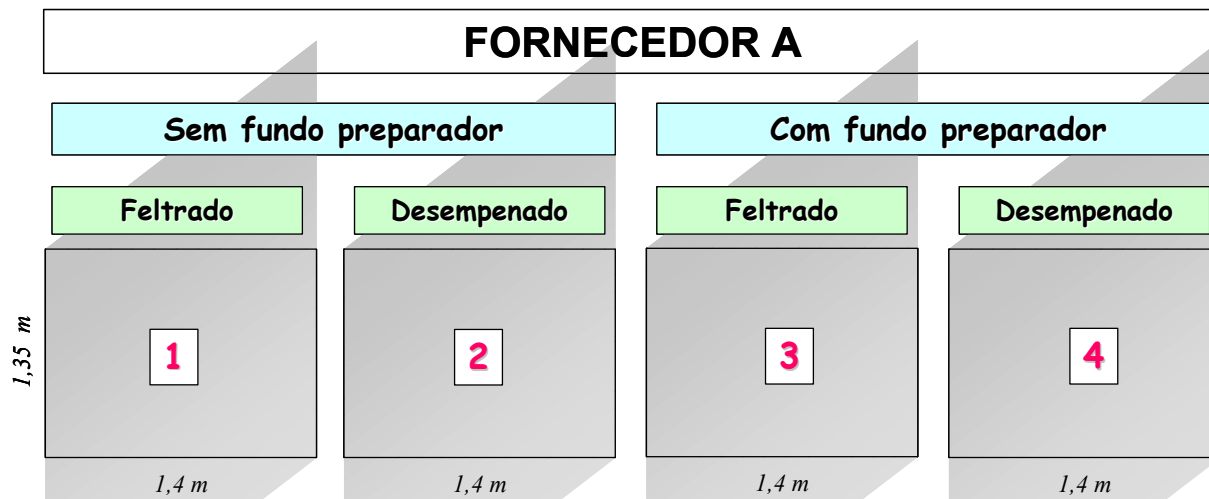 FORNECEDOR A
Sem fundo preparador
Com fundo preparador
Feltrado
Desempenado
Feltrado
Desempenado
1,35 m
1
2
3
4
1,4 m
1,4 m
1,4 m
1,4 m